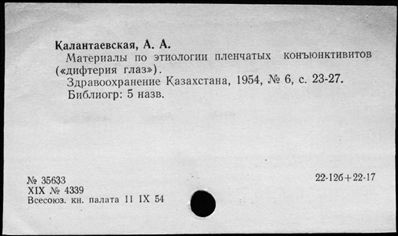 Калантаевская, А. А.
Материалы по этиологии пленчатых конъюнктивитов
(«дифтерия глаз»).
Здравоохранение Казахстана, 1954, № 6, с. 23-27.
Библиогр: 5 назв.
№ 35633
22-126+22-17
XIX № 4339
Всесоюз. кн. палата 11 IX 54